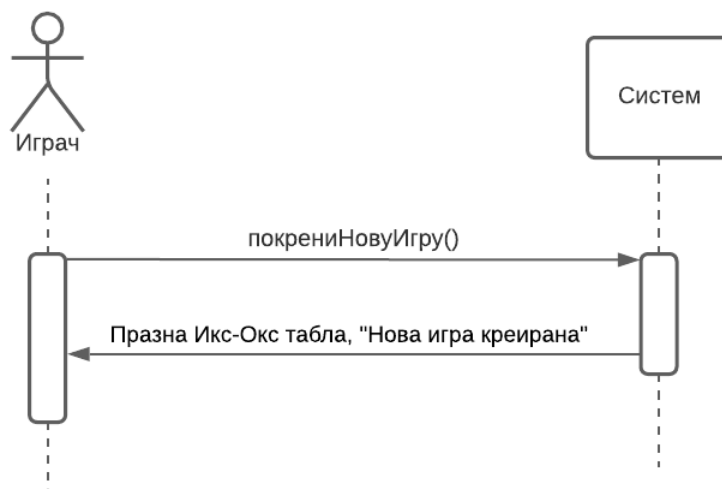 Играч
Систем
покрениНовуИгру()
Празна Икс-Окс табла, "Нова игра креирана"